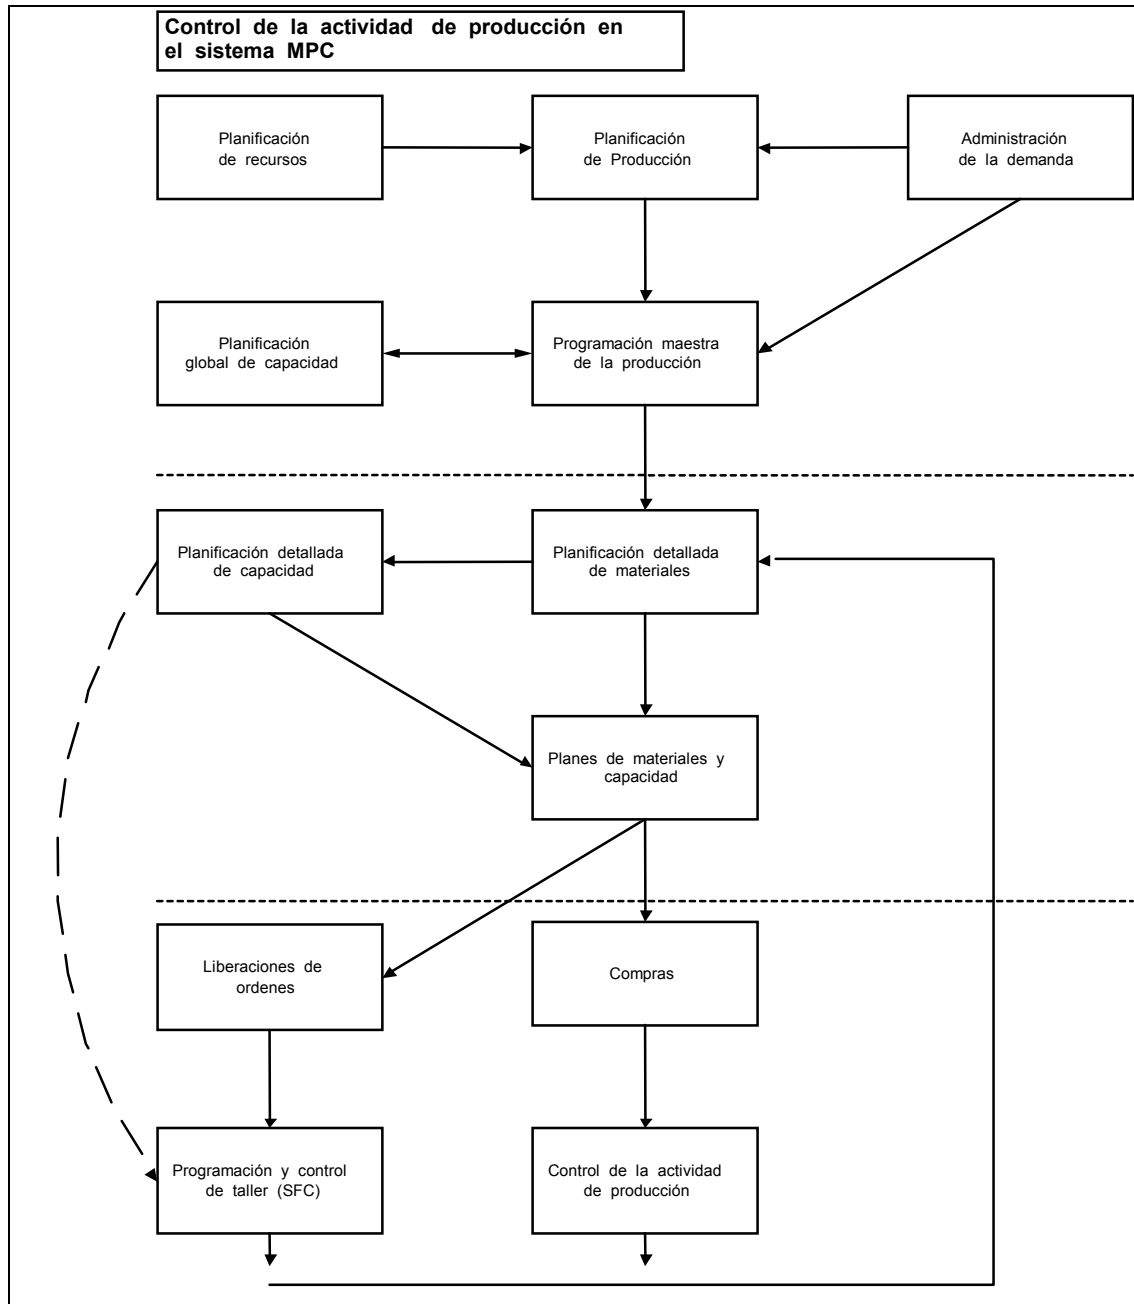 Control de la actividad de producción en
el sistema MPC
Planificación
de recursos
Planificación
de Producción
Administración
de la demanda
Planificación
global de capacidad
Programación maestra
de la producción
Planificación detallada
de capacidad
Planificación detallada
de materiales
Planes de materiales y
capacidad
Liberaciones de
ordenes
Compras
Programación y control
de taller (SFC)
Control de la actividad
de producción